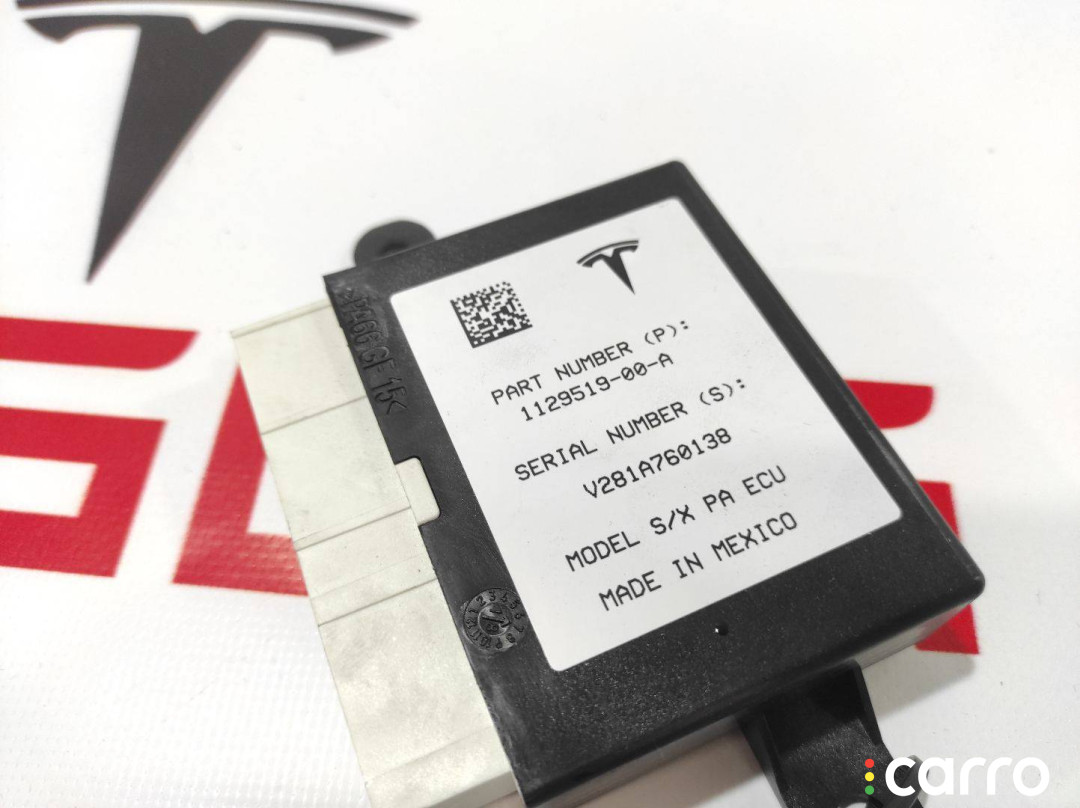 PART NUMBER (P):
1129519-00-A
SERIAL NUMBER (S):
V281A760138
MODEL S/X PA ECU
MADE IN MEXICO
carro